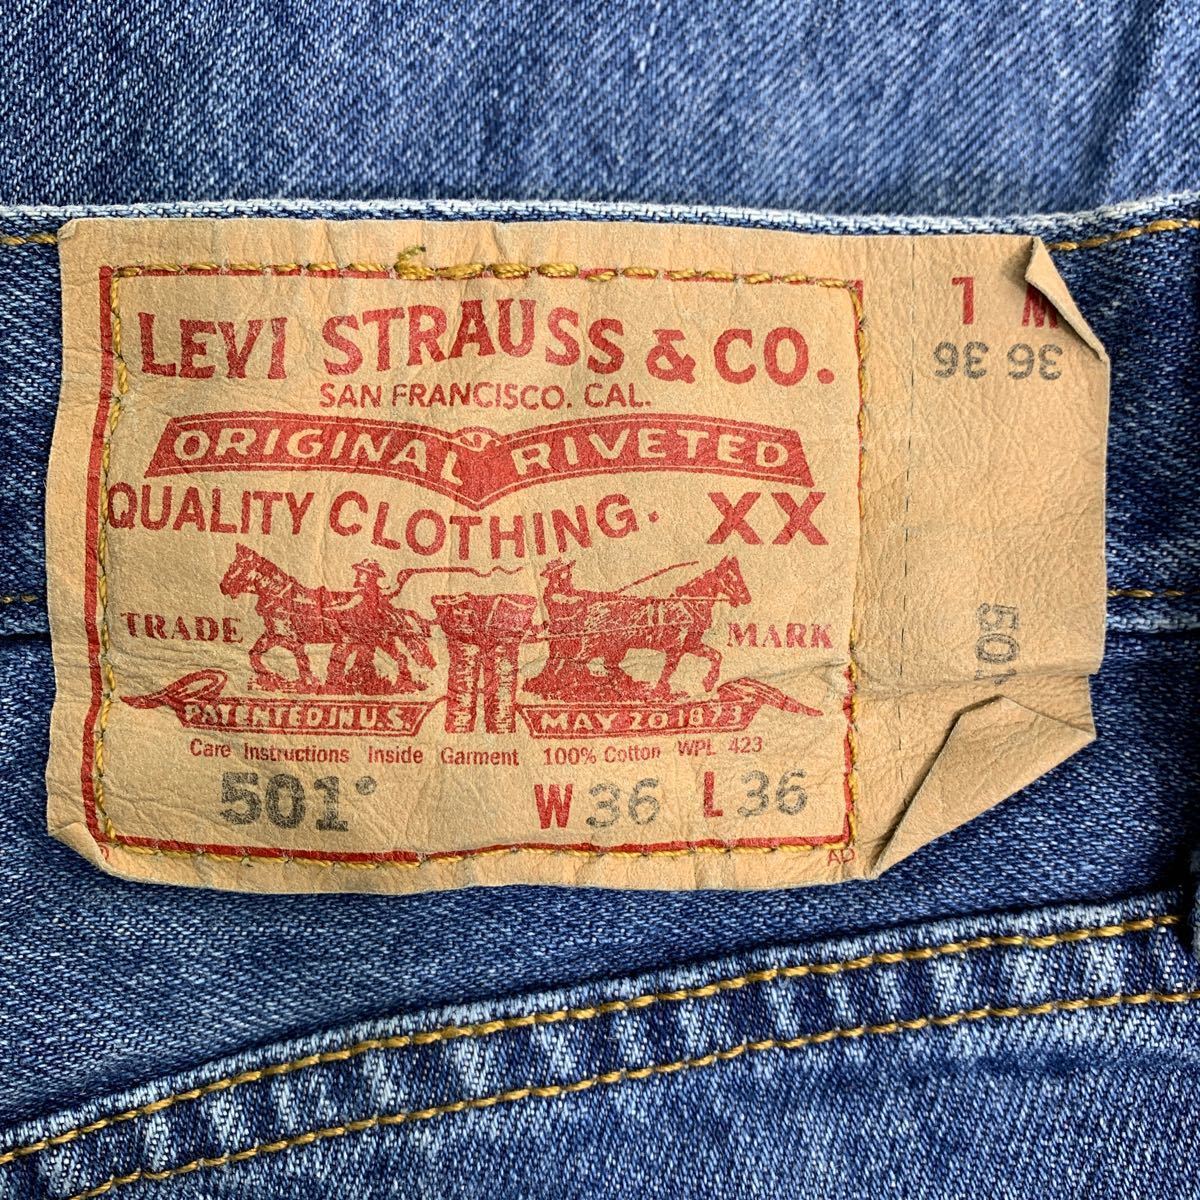 LEVI STRAUSS & CO.
SAN FRANCISCO, CAL.
ORIGINAL RIVETED
QUALITY CLOTHING. XX
TRADE MARK
PATENTED IN U.S. MAY 20 1873
Care Instructions Inside Garment 100% Cotton WPL 423
501® W 36 L 36
L W
36 36
501